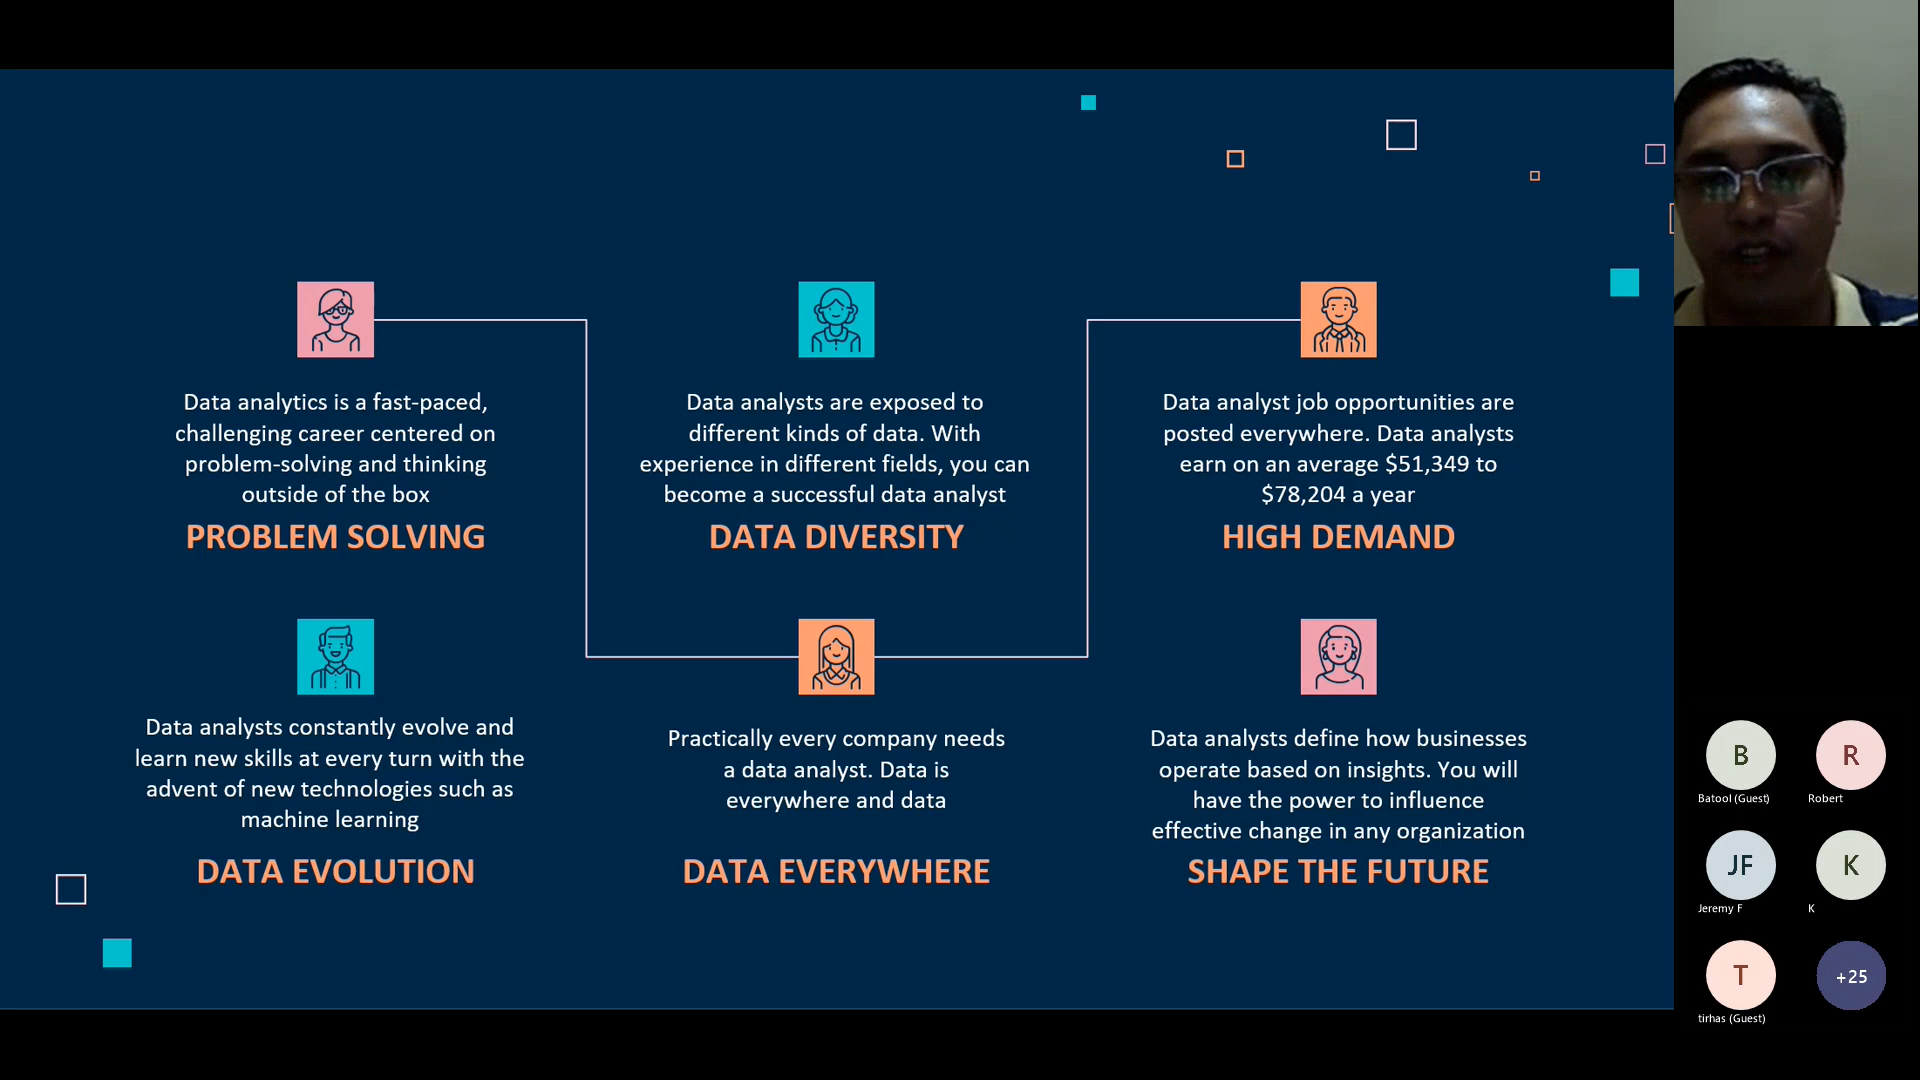 Data analytics is a fast-paced,
challenging career centered on
problem-solving and thinking
outside of the box
PROBLEM SOLVING
Data analysts are exposed to
different kinds of data. With
experience in different fields, you can
become a successful data analyst
DATA DIVERSITY
Data analyst job opportunities are
posted everywhere. Data analysts
earn on an average $51,349 to
$78,204 a year
HIGH DEMAND
Data analysts constantly evolve and
learn new skills at every turn with the
advent of new technologies such as
machine learning
DATA EVOLUTION
Practically every company needs
a data analyst. Data is
everywhere and data
DATA EVERYWHERE
Data analysts define how businesses
operate based on insights. You will
have the power to influence
effective change in any organization
SHAPE THE FUTURE
B
Batool (Guest)
R
Robert
JF
Jeremy F
K
K
T
tirhas (Guest)
+25